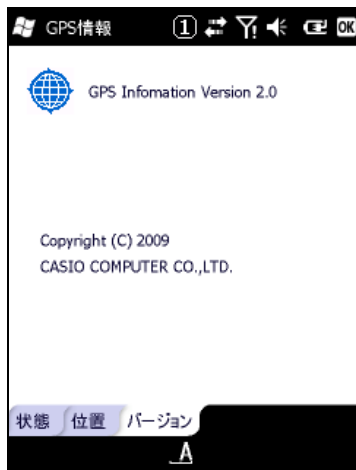 GPS情報 1 OK
GPS Infomation Version 2.0
Copyright (C) 2009
CASIO COMPUTER CO.,LTD.
状態 位置 バージョン
A